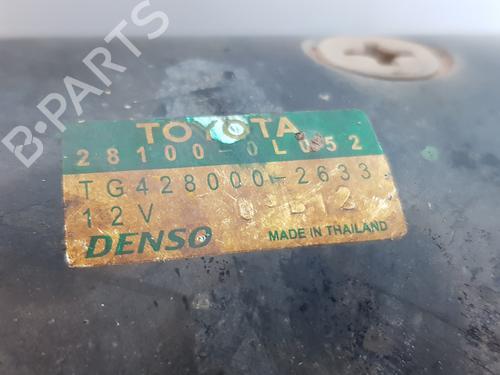 B-PARTS
TOYOTA
28100-0L052
TG428000-2633
12V
DENSO
MADE IN THAILAND